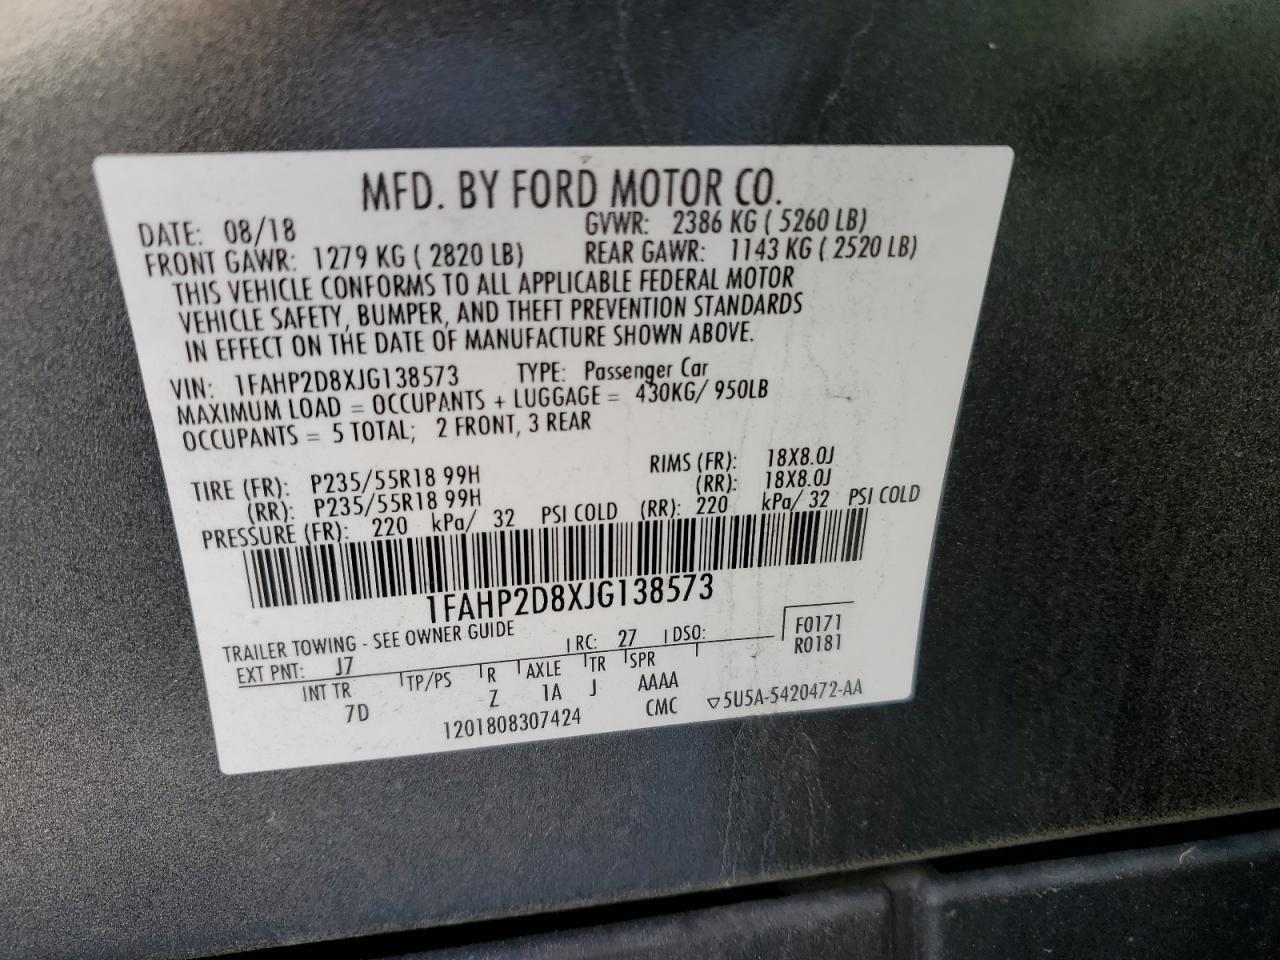 MFD. BY FORD MOTOR CO.
DATE: 08/18 GVWR: 2386 KG ( 5260 LB)
FRONT GAWR: 1279 KG ( 2820 LB) REAR GAWR: 1143 KG ( 2520 LB)
THIS VEHICLE CONFORMS TO ALL APPLICABLE FEDERAL MOTOR
VEHICLE SAFETY, BUMPER, AND THEFT PREVENTION STANDARDS
IN EFFECT ON THE DATE OF MANUFACTURE SHOWN ABOVE.
VIN: 1FAHP2D8XJG138573 TYPE: Passenger Car
MAXIMUM LOAD = OCCUPANTS + LUGGAGE = 430KG/ 950LB
OCCUPANTS = 5 TOTAL; 2 FRONT, 3 REAR
TIRE (FR): P235/55R18 99H RIMS (FR): 18X8.0J
(RR): P235/55R18 99H (RR): 18X8.0J
PRESSURE (FR): 220 kPa/ 32 PSI COLD (RR): 220 kPa/ 32 PSI COLD
1FAHP2D8XJG138573
TRAILER TOWING - SEE OWNER GUIDE
EXT PNT: J7 RC: 27 DSO: F0171
R0181
INT TR TP/PS R AXLE TR SPR
7D Z 1A J AAAA
1201808307424 CMC ▽5U5A-5420472-AA